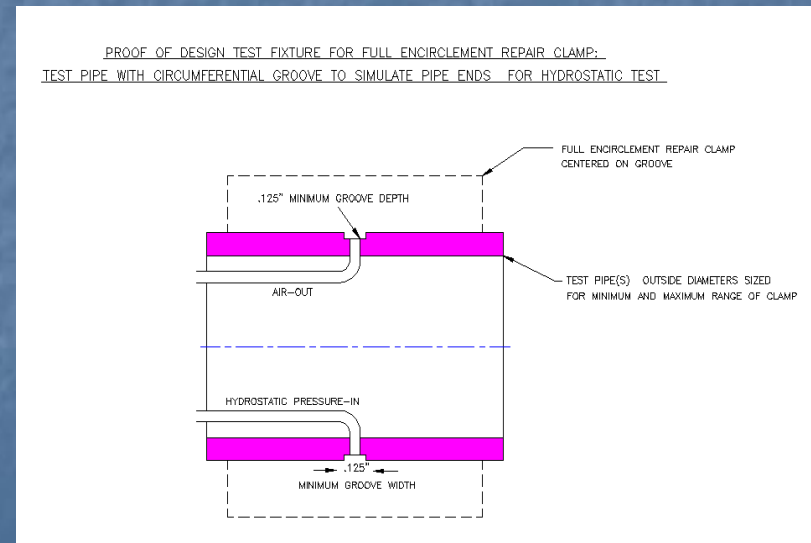 PROOF OF DESIGN TEST FIXTURE FOR FULL ENCIRCLEMENT REPAIR CLAMP:
TEST PIPE WITH CIRCUMFERENTIAL GROOVE TO SIMULATE PIPE ENDS FOR HYDROSTATIC TEST
FULL ENCIRCLEMENT REPAIR CLAMP
CENTERED ON GROOVE
.125" MINIMUM GROOVE DEPTH
TEST PIPE(S) OUTSIDE DIAMETERS SIZED
FOR MINIMUM AND MAXIMUM RANGE OF CLAMP
AIR-OUT
HYDROSTATIC PRESSURE-IN
.125"
MINIMUM GROOVE WIDTH